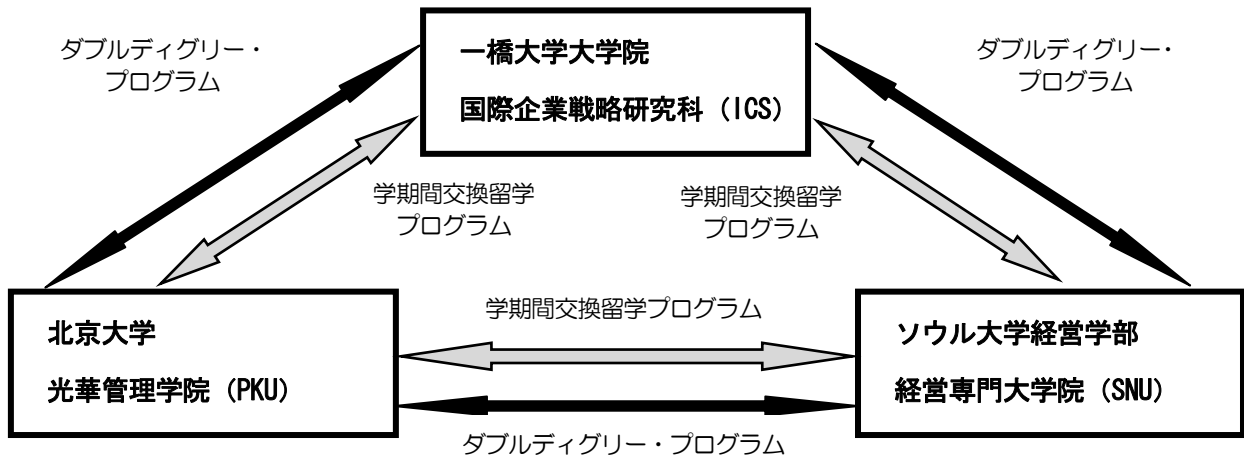 ダブルディグリー・
プログラム
一橋大学大学院
国際企業戦略研究科（ICS）
ダブルディグリー・
プログラム
学期間交換留学
プログラム
学期間交換留学
プログラム
北京大学
光華管理学院（PKU）
学期間交換留学プログラム
ソウル大学経営学部
経営専門大学院（SNU）
ダブルディグリー・プログラム